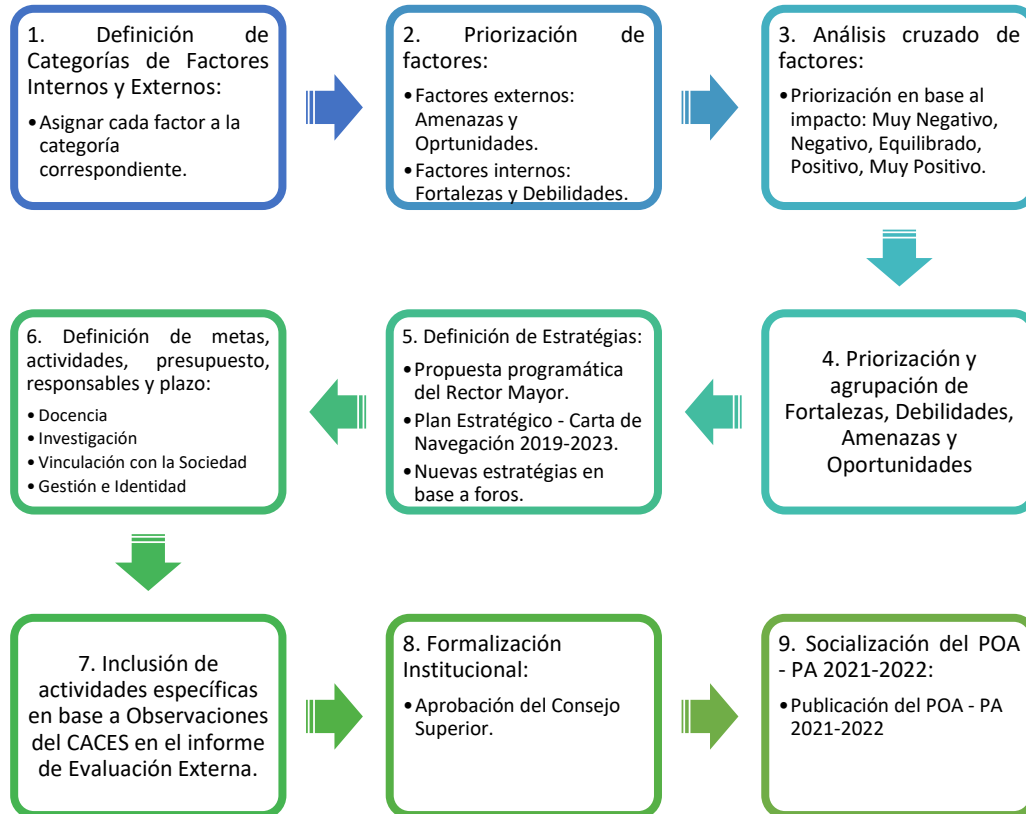 1. Definición de
Categorías de Factores
Internos y Externos:
•Asignar cada factor a la
categoría
correspondiente.
2. Priorización de
factores:
•Factores externos:
Amenazas y
Oprtunidades.
•Factores internos:
Fortalezas y Debilidades.
3. Análisis cruzado de
factores:
•Priorización en base al
impacto: Muy Negativo,
Negativo, Equilibrado,
Positivo, Muy Positivo.
4. Priorización y
agrupación de
Fortalezas, Debilidades,
Amenazas y
Oportunidades
5. Definición de Estratégias:
•Propuesta programática
del Rector Mayor.
•Plan Estratégico - Carta de
Navegación 2019-2023.
•Nuevas estratégias en
base a foros.
6. Definición de metas,
actividades, presupuesto,
responsables y plazo:
•Docencia
•Investigación
•Vinculación con la Sociedad
•Gestión e Identidad
7. Inclusión de
actividades específicas
en base a Observaciones
del CACES en el informe
de Evaluación Externa.
8. Formalización
Institucional:
•Aprobación del Consejo
Superior.
9. Socialización del POA
- PA 2021-2022:
•Publicación del POA - PA
2021-2022